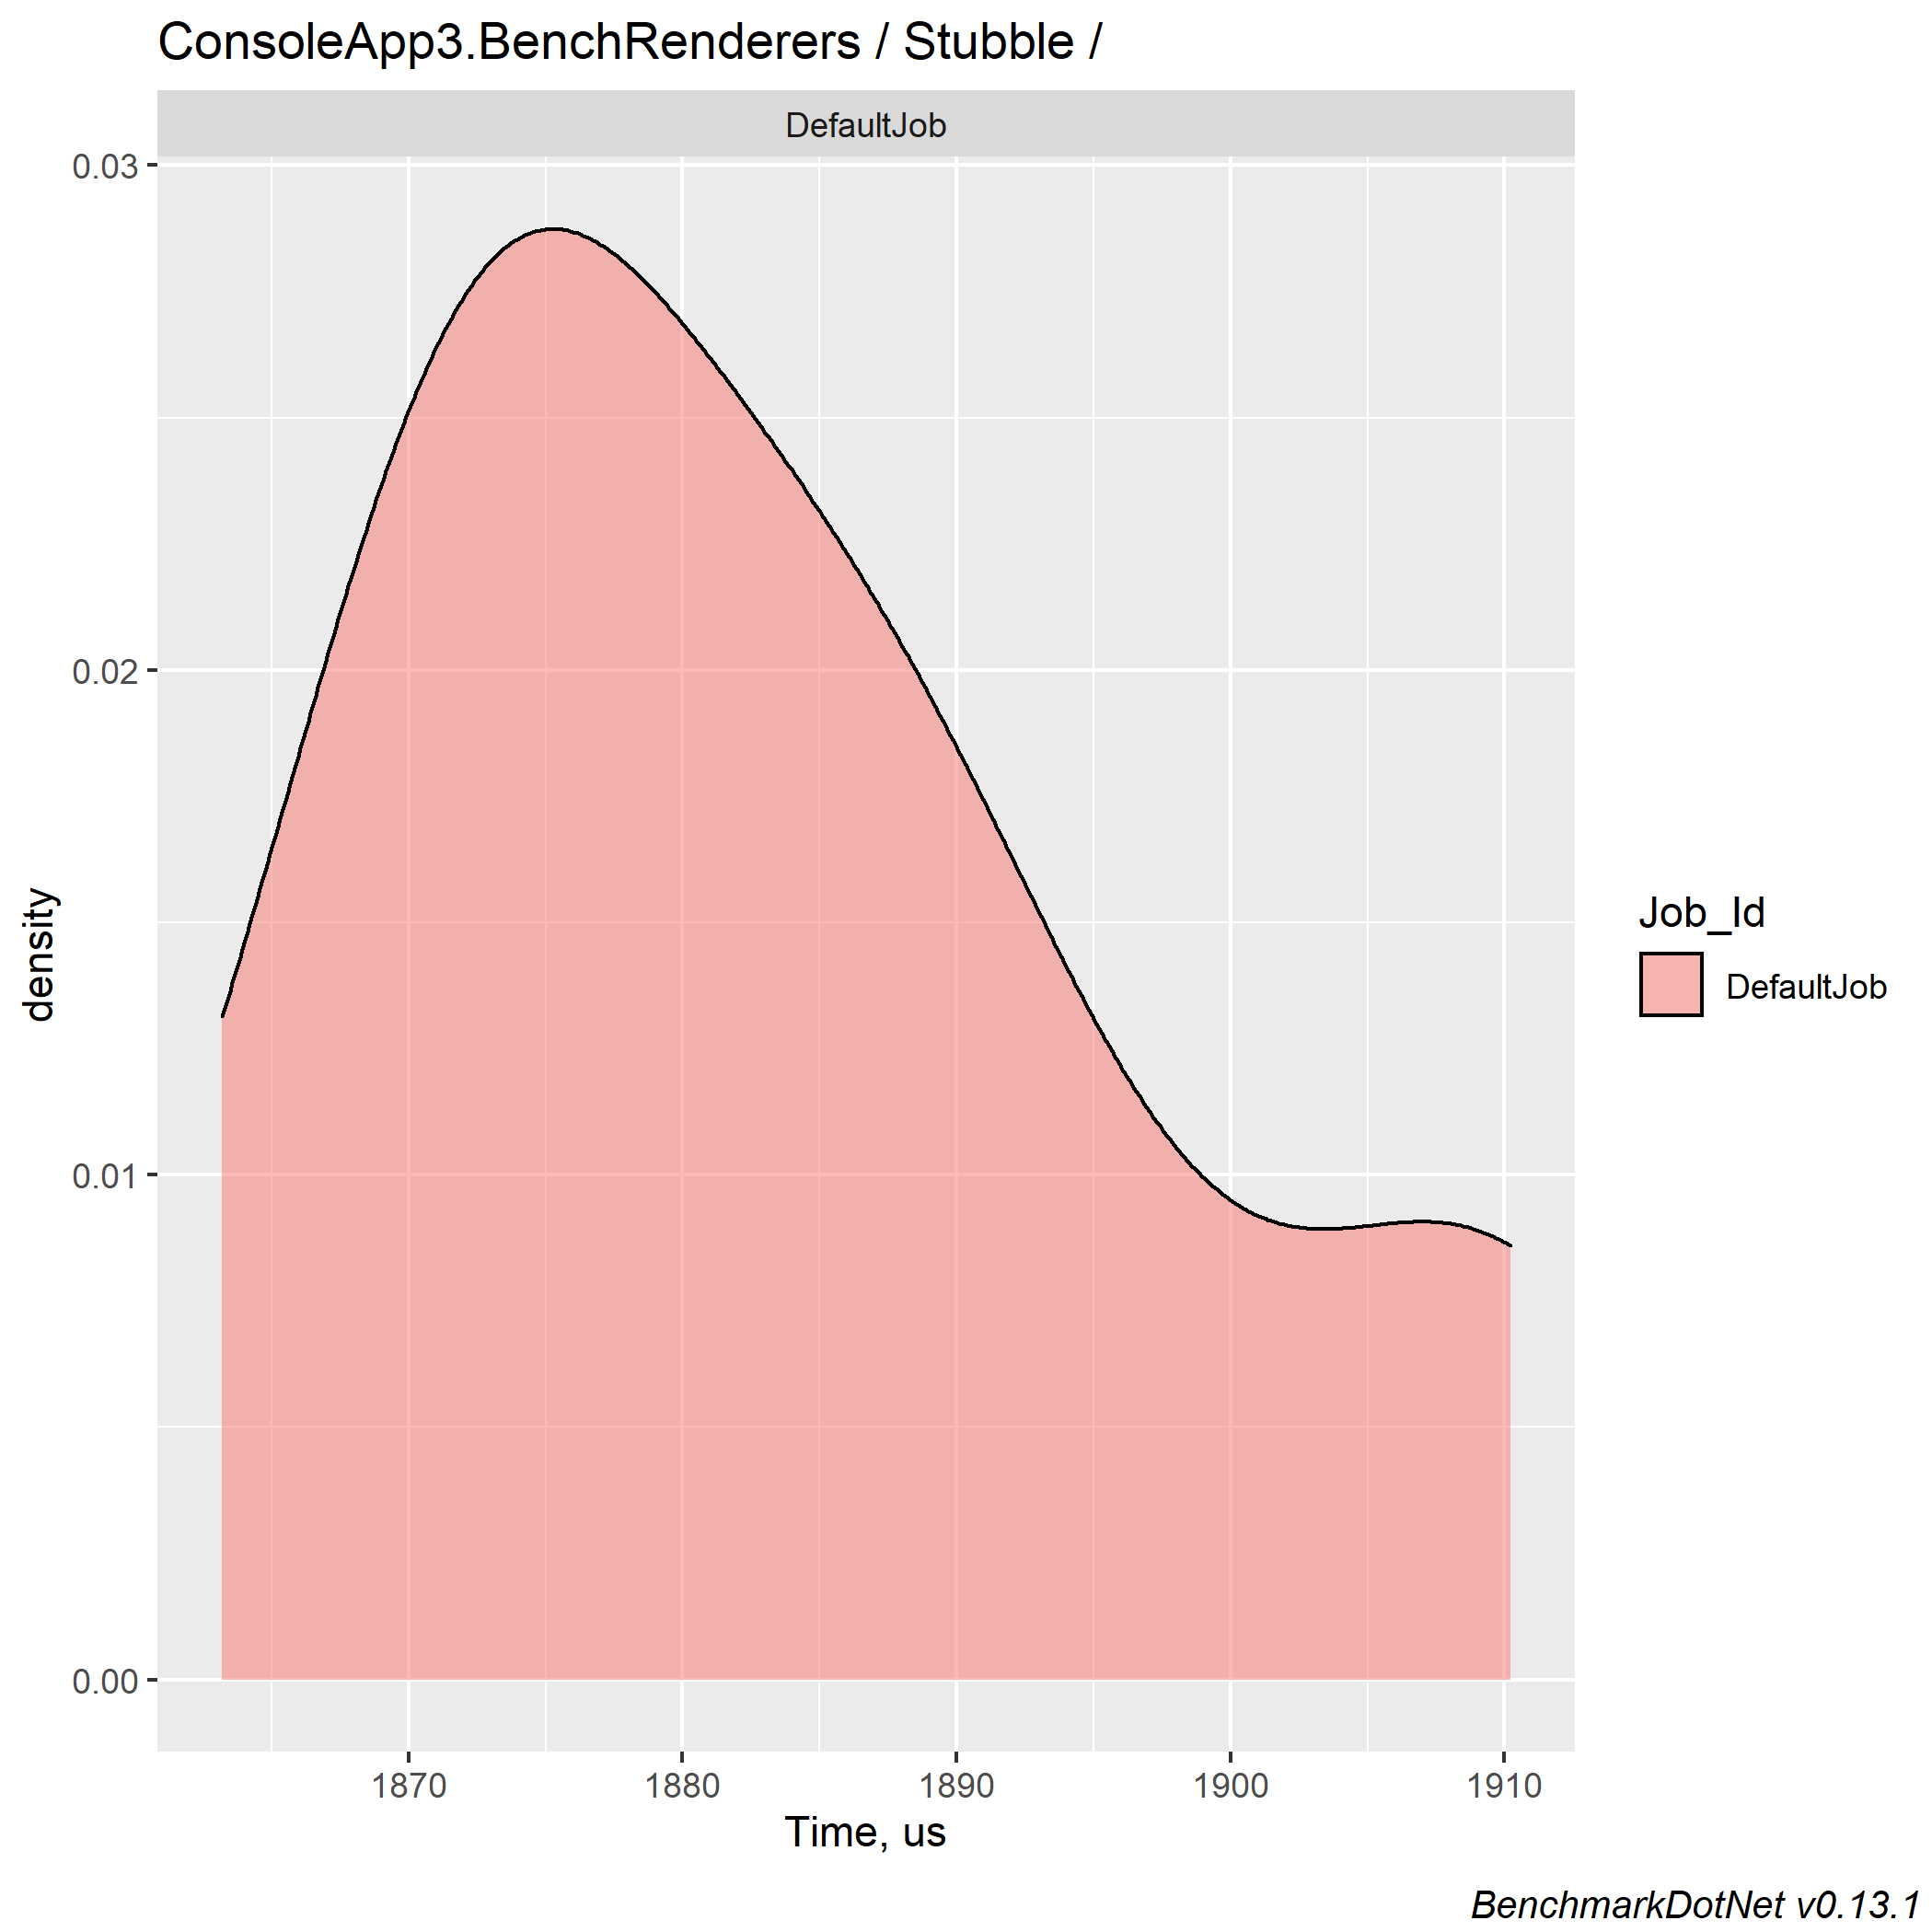 ConsoleApp3.BenchRenderers / Stubble /
DefaultJob
0.03
0.02
0.01
0.00
density
1870 1880 1890 1900 1910
Time, us
Job_Id
DefaultJob
BenchmarkDotNet v0.13.1